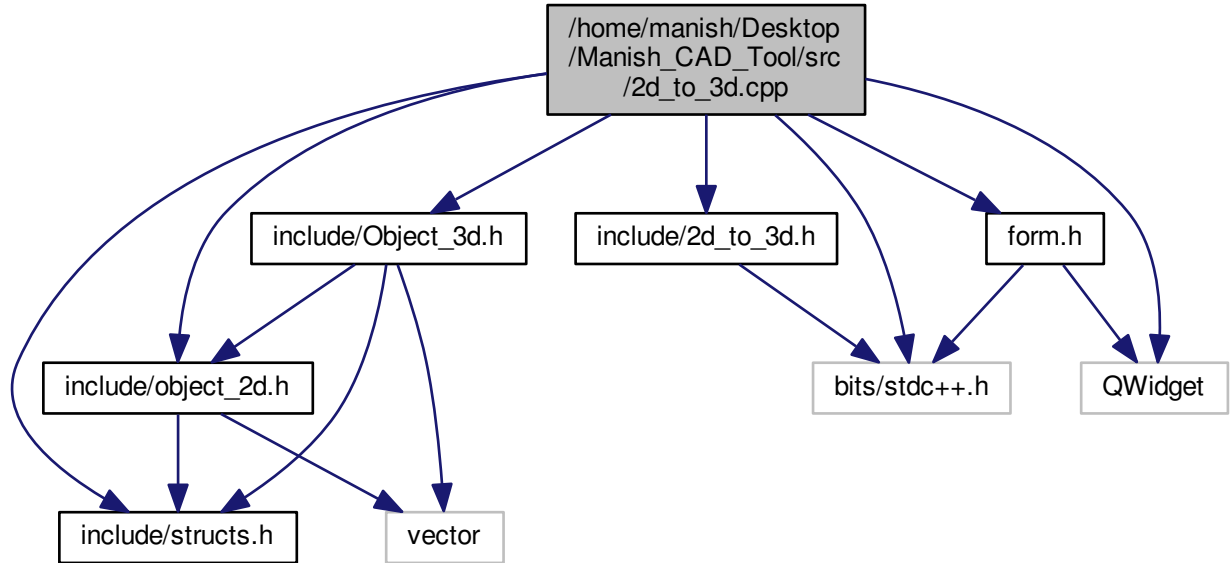 /home/manish/Desktop
/Manish_CAD_Tool/src
/2d_to_3d.cpp
include/Object_3d.h
include/2d_to_3d.h
form.h
include/object_2d.h
bits/stdc++.h
QWidget
include/structs.h
vector